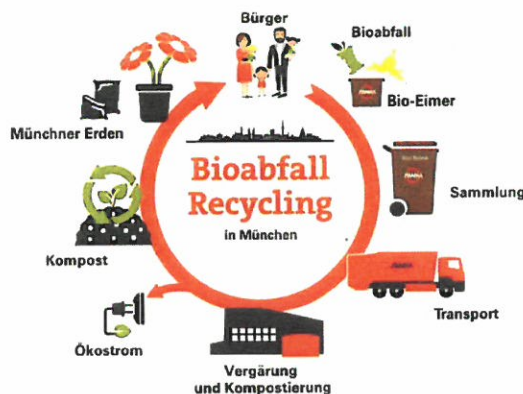 Bürger
Bioabfall
Bio-Eimer
Sammlung
Transport
Vergärung
und Kompostierung
Ökostrom
Kompost
Münchner Erden
Bioabfall
Recycling
in München